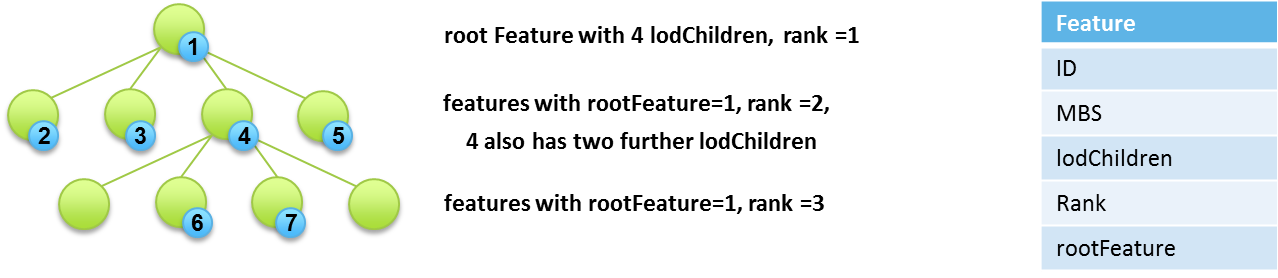 1
root Feature with 4 lodChildren, rank =1
2 3 4 5
features with rootFeature=1, rank =2,
4 also has two further lodChildren
6 7
features with rootFeature=1, rank =3
Feature
ID
MBS
lodChildren
Rank
rootFeature